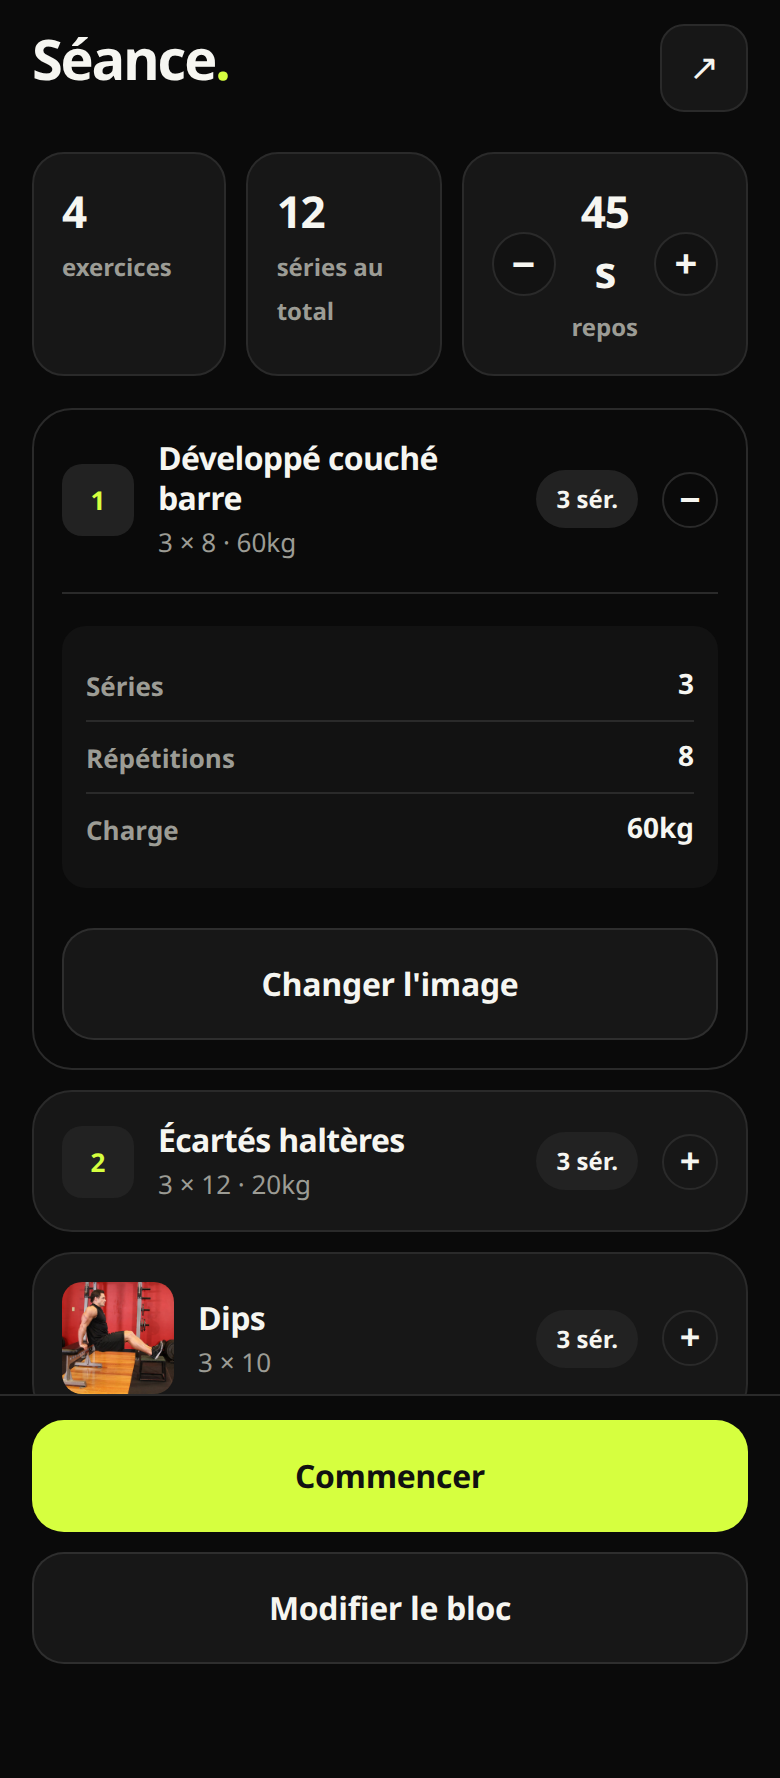 Séance.
↗
4
exercices
12
séries au
total
−
45
s
repos
+
1
Développé couché
barre
3 × 8 · 60kg
3 sér.
−
Séries
3
Répétitions
8
Charge
60kg
Changer l'image
2
Écartés haltères
3 × 12 · 20kg
3 sér.
+
Dips
3 × 10
3 sér.
+
Commencer
Modifier le bloc